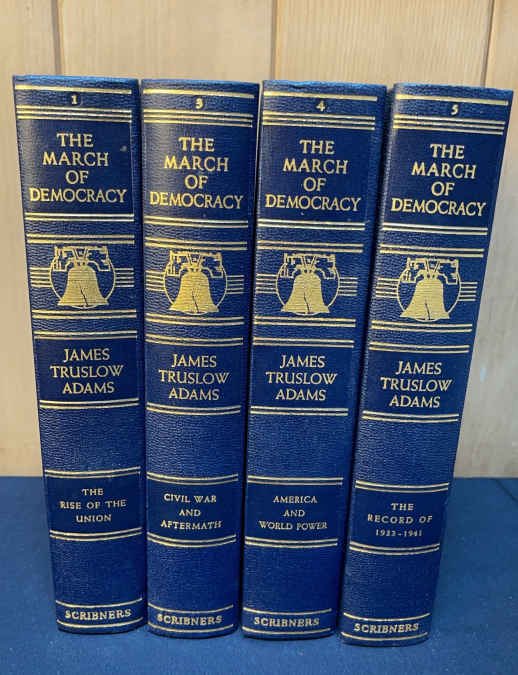 1
THE
MARCH
OF
DEMOCRACY
JAMES
TRUSLOW
ADAMS
THE
RISE OF THE
UNION
SCRIBNERS
3
THE
MARCH
OF
DEMOCRACY
JAMES
TRUSLOW
ADAMS
CIVIL WAR
AND
AFTERMATH
SCRIBNERS
4
THE
MARCH
OF
DEMOCRACY
JAMES
TRUSLOW
ADAMS
AMERICA
AND
WORLD POWER
SCRIBNERS
5
THE
MARCH
OF
DEMOCRACY
JAMES
TRUSLOW
ADAMS
THE
RECORD OF
1933-1941
SCRIBNERS